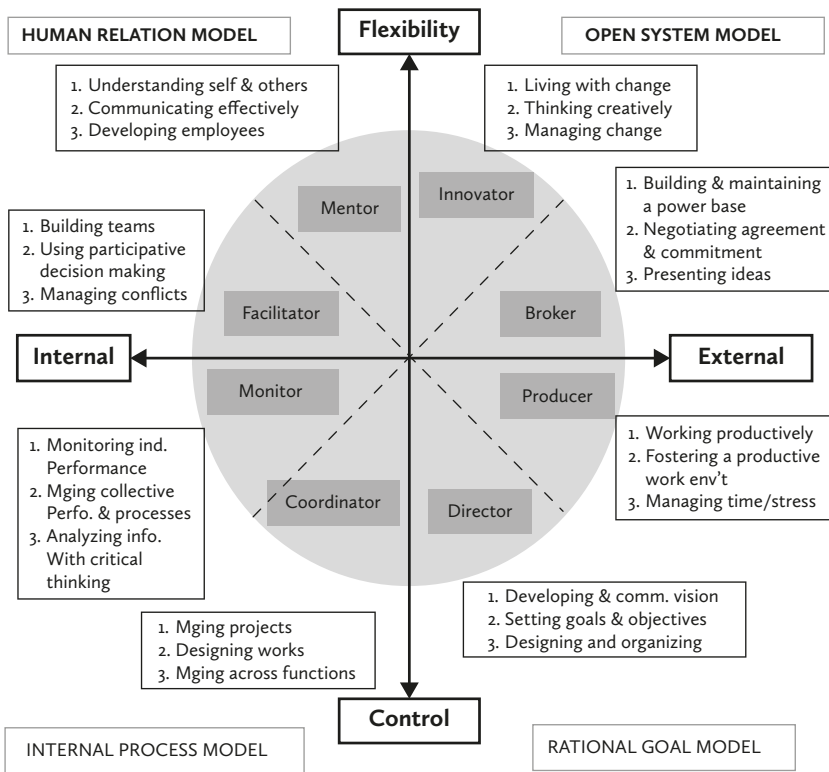 HUMAN RELATION MODEL
Flexibility
OPEN SYSTEM MODEL
1. Understanding self & others
2. Communicating effectively
3. Developing employees
1. Living with change
2. Thinking creatively
3. Managing change
Mentor
Innovator
1. Building teams
2. Using participative
decision making
3. Managing conflicts
1. Building & maintaining
a power base
2. Negotiating agreement
& commitment
3. Presenting ideas
Facilitator
Broker
Internal
External
Monitor
Producer
1. Monitoring ind.
Performance
2. Mging collective
Perfo. & processes
3. Analyzing info.
With critical
thinking
1. Working productively
2. Fostering a productive
work env't
3. Managing time/stress
Coordinator
Director
1. Mging projects
2. Designing works
3. Mging across functions
1. Developing & comm. vision
2. Setting goals & objectives
3. Designing and organizing
Control
INTERNAL PROCESS MODEL
RATIONAL GOAL MODEL